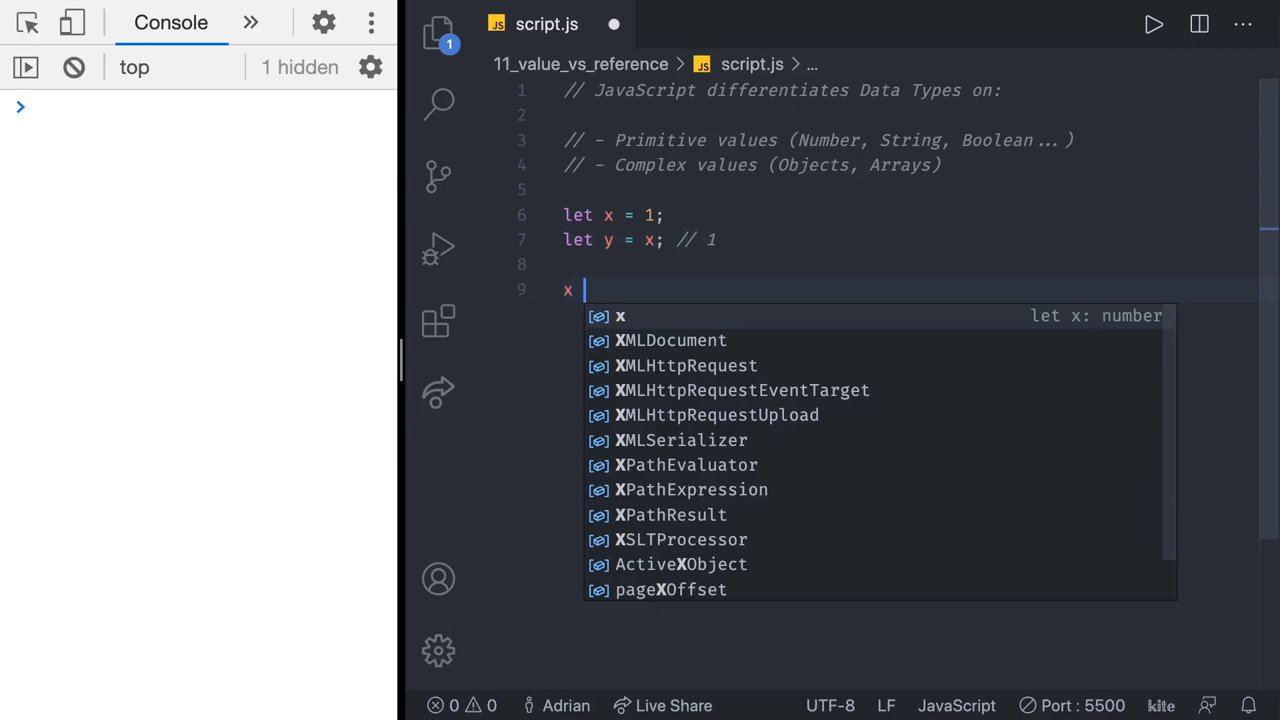 Console
top
1 hidden
>
1
JS script.js
11_value_vs_reference > JS script.js > ...
1 // JavaScript differentiates Data Types on:
2
3 // - Primitive values (Number, String, Boolean...)
4 // - Complex values (Objects, Arrays)
5
6 let x = 1;
7 let y = x; // 1
8
9 x
x let x: number
XMLDocument
XMLHttpRequest
XMLHttpRequestEventTarget
XMLHttpRequestUpload
XMLSerializer
XPathEvaluator
XPathExpression
XPathResult
XSLTProcessor
ActiveXObject
pageXOffset
0 0 Adrian Live Share UTF-8 LF JavaScript Port : 5500 kite